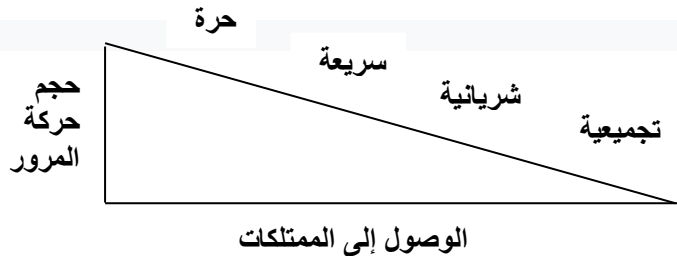 حرة
سريعة
شريانية
تجميعية
حجم
حركة
المرور
الوصول إلى الممتلكات